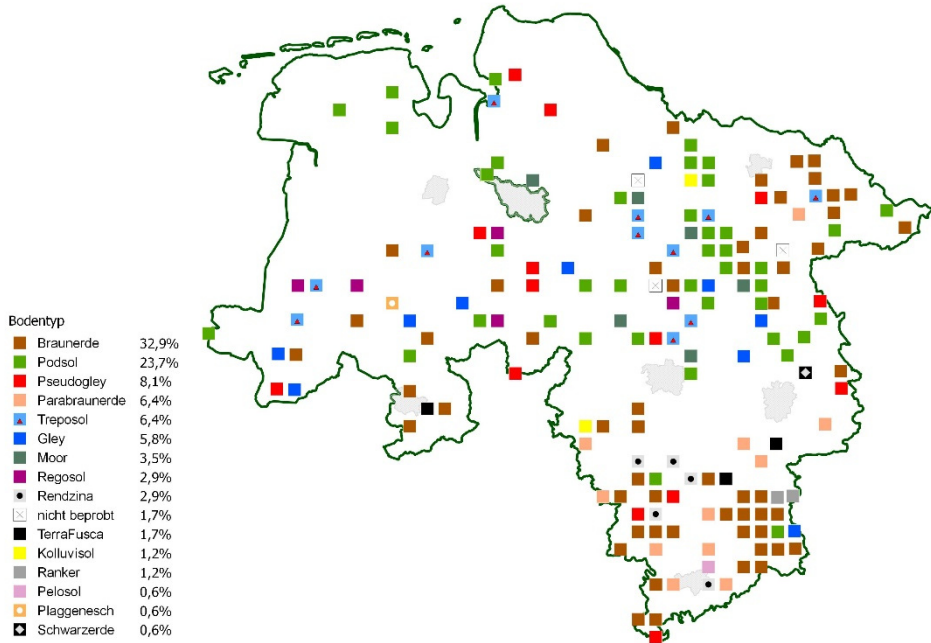 Bodentyp
Braunerde 32,9%
Podsol 23,7%
Pseudogley 8,1%
Parabraunerde 6,4%
Treposol 6,4%
Gley 5,8%
Moor 3,5%
Regosol 2,9%
Rendzina 2,9%
nicht beprobt 1,7%
TerraFusca 1,7%
Kolluvisol 1,2%
Ranker 1,2%
Pelosol 0,6%
Plaggenesch 0,6%
Schwarzerde 0,6%